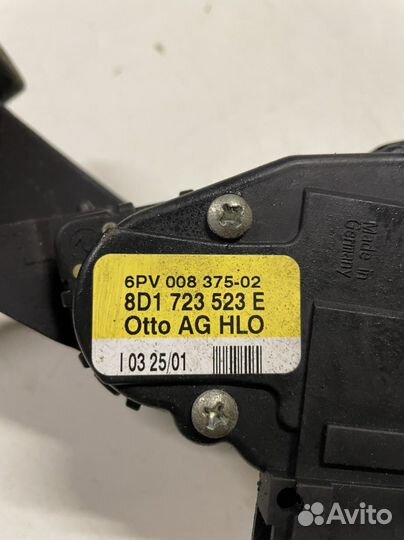 Made in
Germany
6PV 008 375-02
8D1 723 523 E
Otto AG HLO
I 03 25/01
Avito